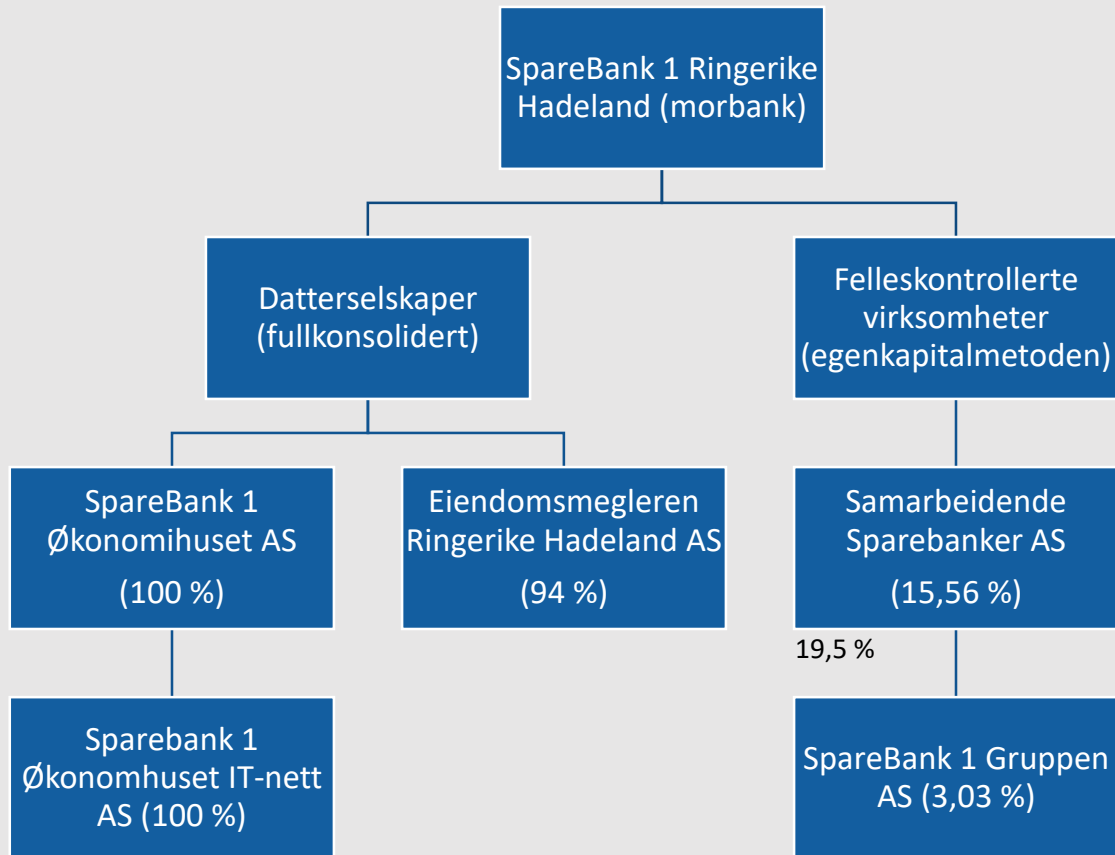 SpareBank 1 Ringerike
Hadeland (morbank)
Datterselskaper
(fullkonsolidert)
Felleskontrollerte
virksomheter
(egenkapitalmetoden)
SpareBank 1
Økonomihuset AS
(100 %)
Eiendomsmegleren
Ringerike Hadeland AS
(94 %)
Samarbeidende
Sparebanker AS
(15,56 %)
19,5 %
Sparebank 1
Økonomhuset IT-nett
AS (100 %)
SpareBank 1 Gruppen
AS (3,03 %)